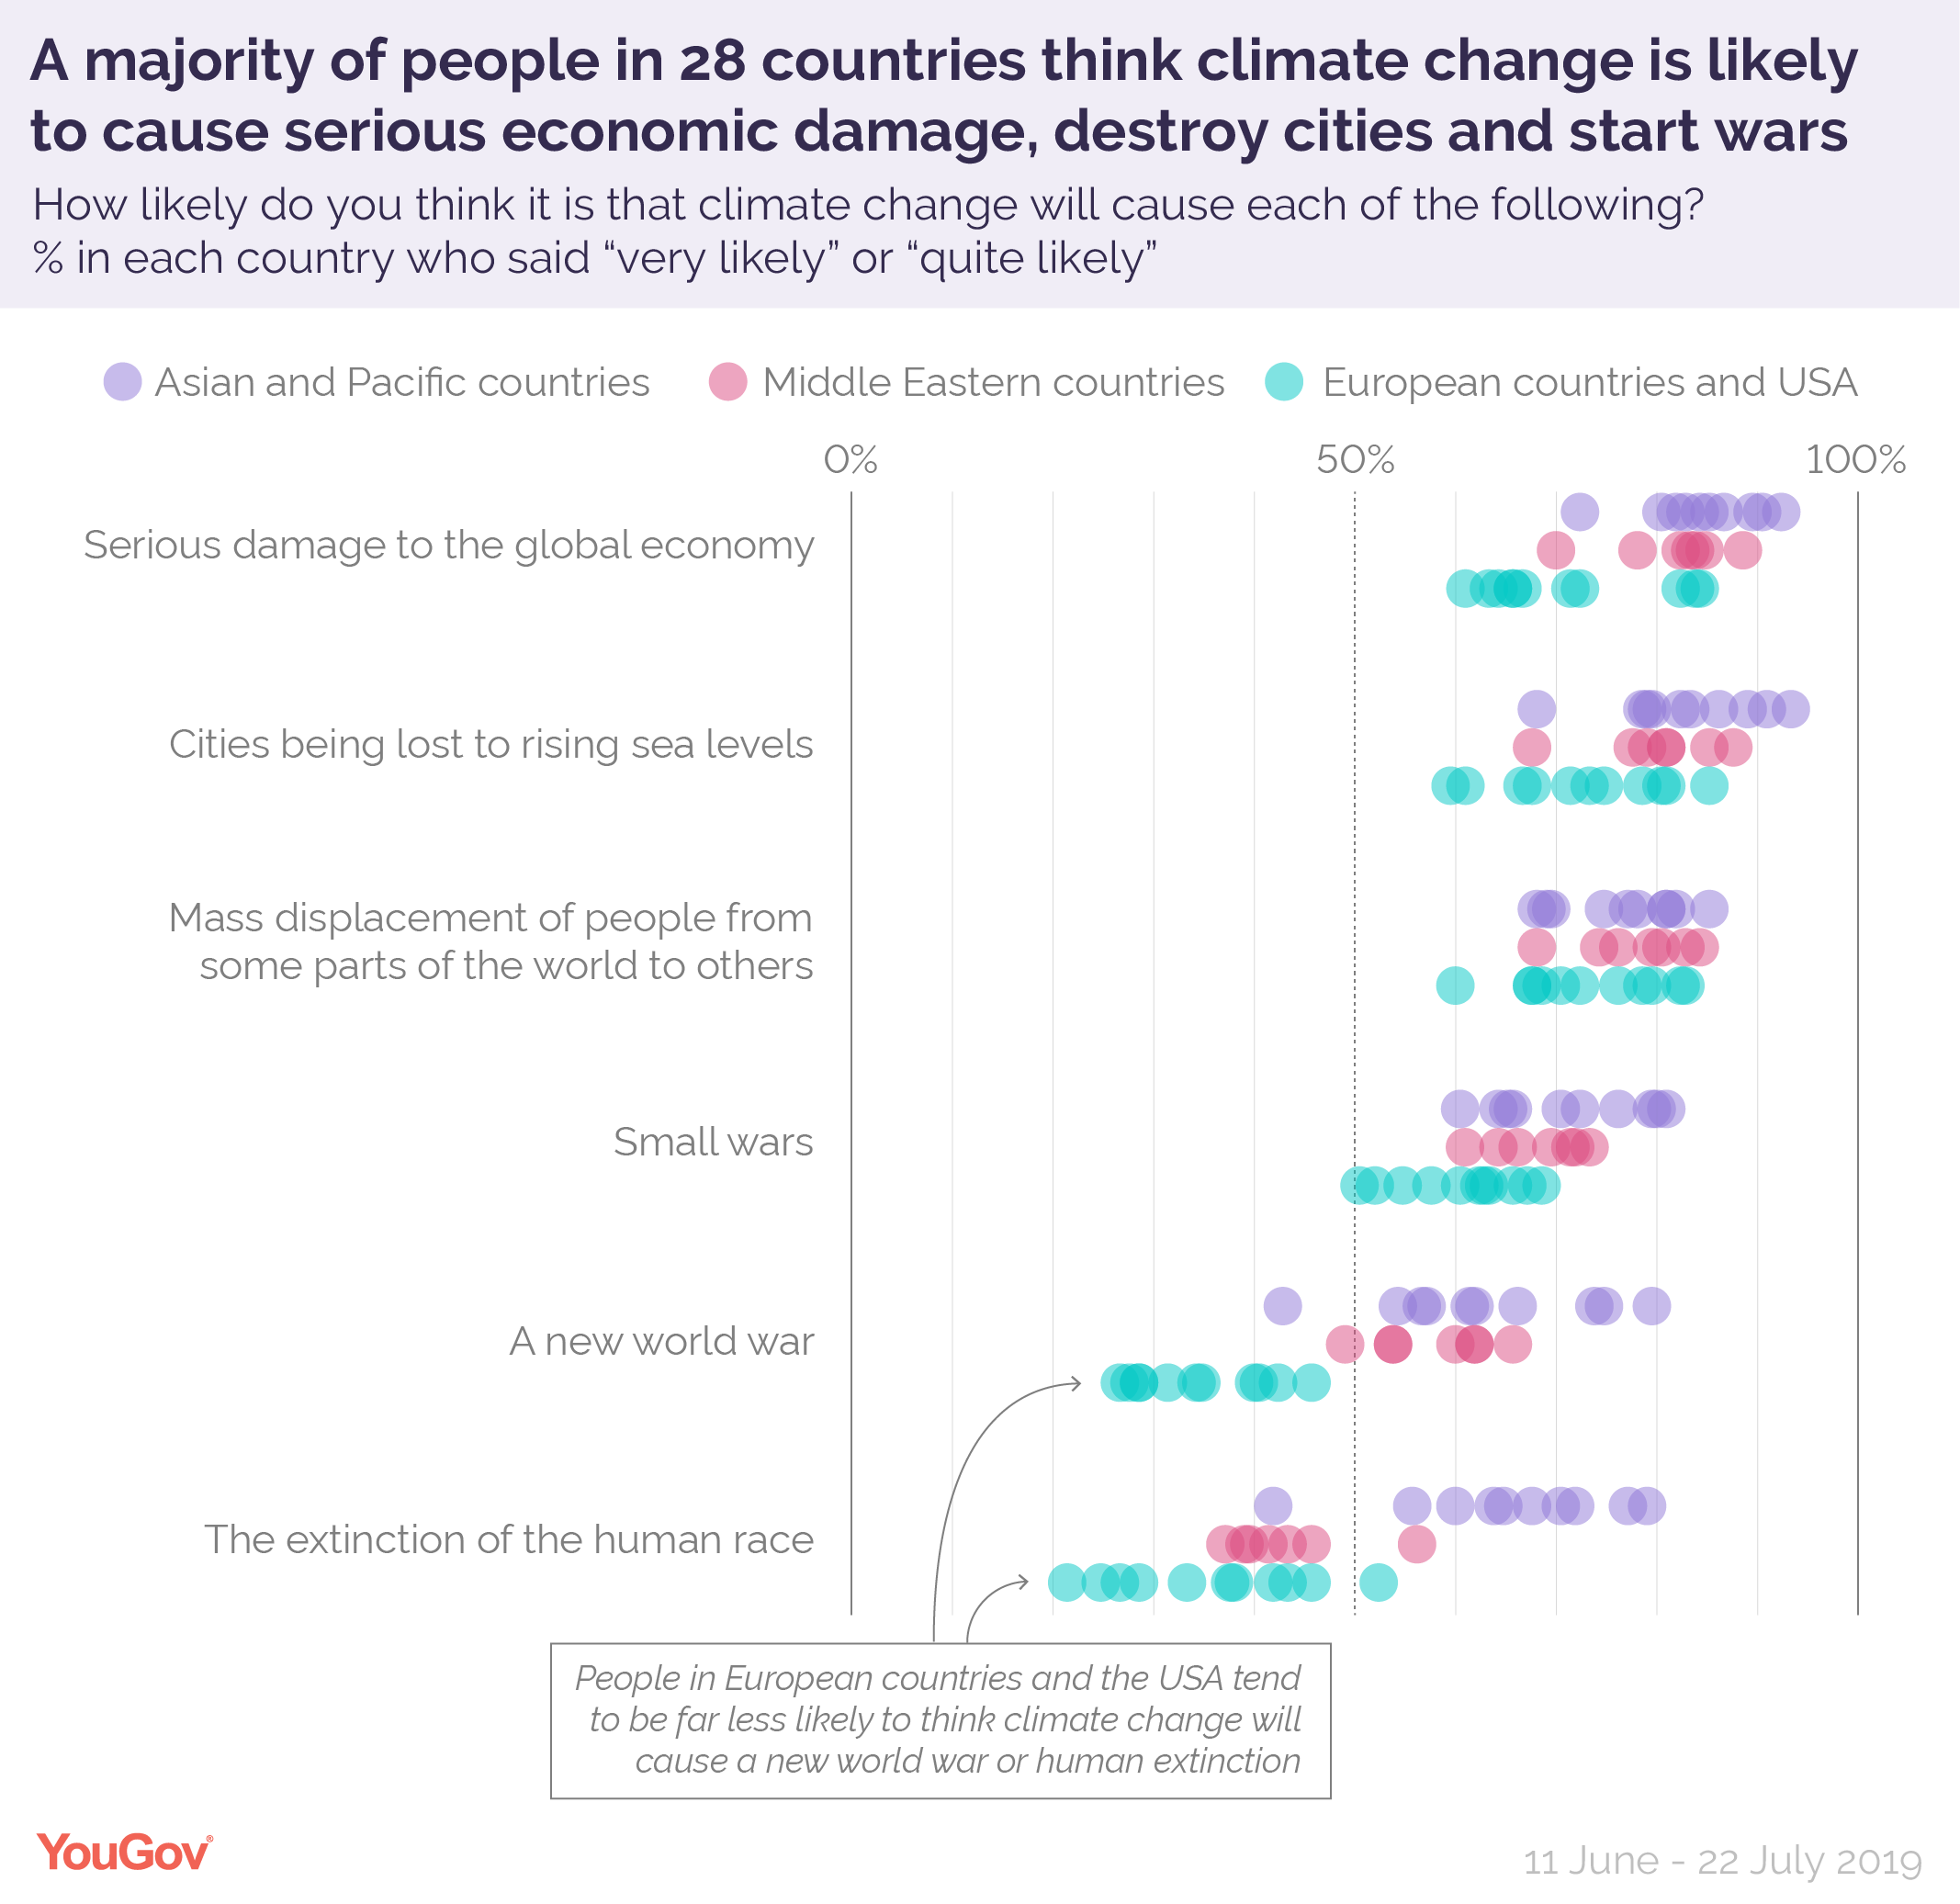 A majority of people in 28 countries think climate change is likely
to cause serious economic damage, destroy cities and start wars
How likely do you think it is that climate change will cause each of the following?
% in each country who said “very likely” or “quite likely”
Asian and Pacific countries
Middle Eastern countries
European countries and USA
0%
50%
100%
Serious damage to the global economy
Cities being lost to rising sea levels
Mass displacement of people from
some parts of the world to others
Small wars
A new world war
The extinction of the human race
People in European countries and the USA tend
to be far less likely to think climate change will
cause a new world war or human extinction
YouGov®
11 June - 22 July 2019